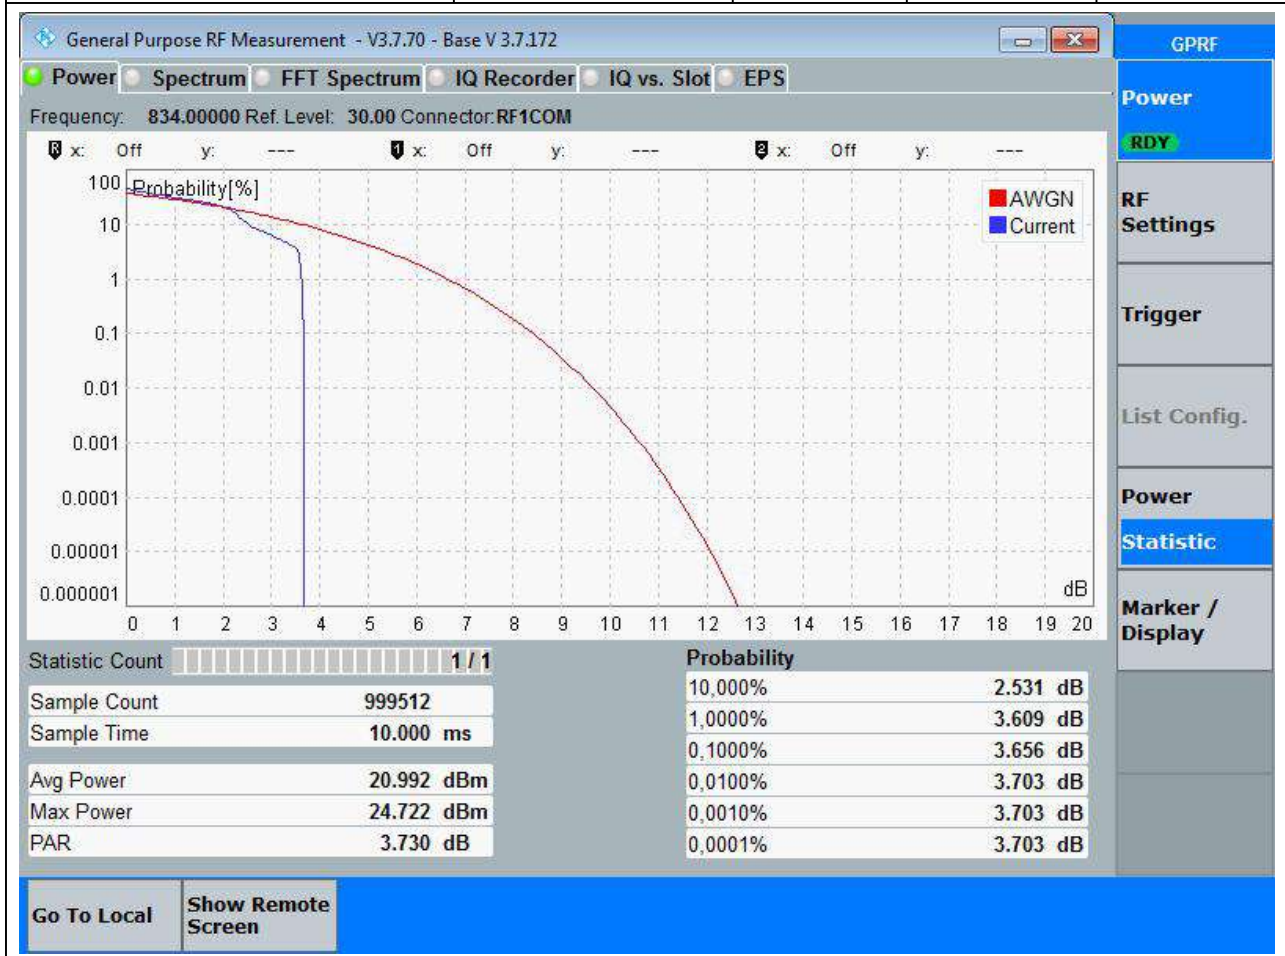 General Purpose RF Measurement - V3.7.70 - Base V 3.7.172
GPRF
Power Spectrum FFT Spectrum IQ Recorder IQ vs. Slot EPS
Frequency: 834.00000 Ref. Level: 30.00 Connector:RF1COM
R x: Off y: --- 1 x: Off y: --- 2 x: Off y: ---
Probability[%]
100
10
1
0.1
0.01
0.001
0.0001
0.00001
0.000001
AWGN
Current
dB
0 1 2 3 4 5 6 7 8 9 10 11 12 13 14 15 16 17 18 19 20
Statistic Count 1 / 1
Sample Count 999512
Sample Time 10.000 ms
Avg Power 20.992 dBm
Max Power 24.722 dBm
PAR 3.730 dB
Probability
10,000% 2.531 dB
1,0000% 3.609 dB
0,1000% 3.656 dB
0,0100% 3.703 dB
0,0010% 3.703 dB
0,0001% 3.703 dB
Power
RDY
RF
Settings
Trigger
List Config.
Power
Statistic
Marker /
Display
Go To Local
Show Remote
Screen